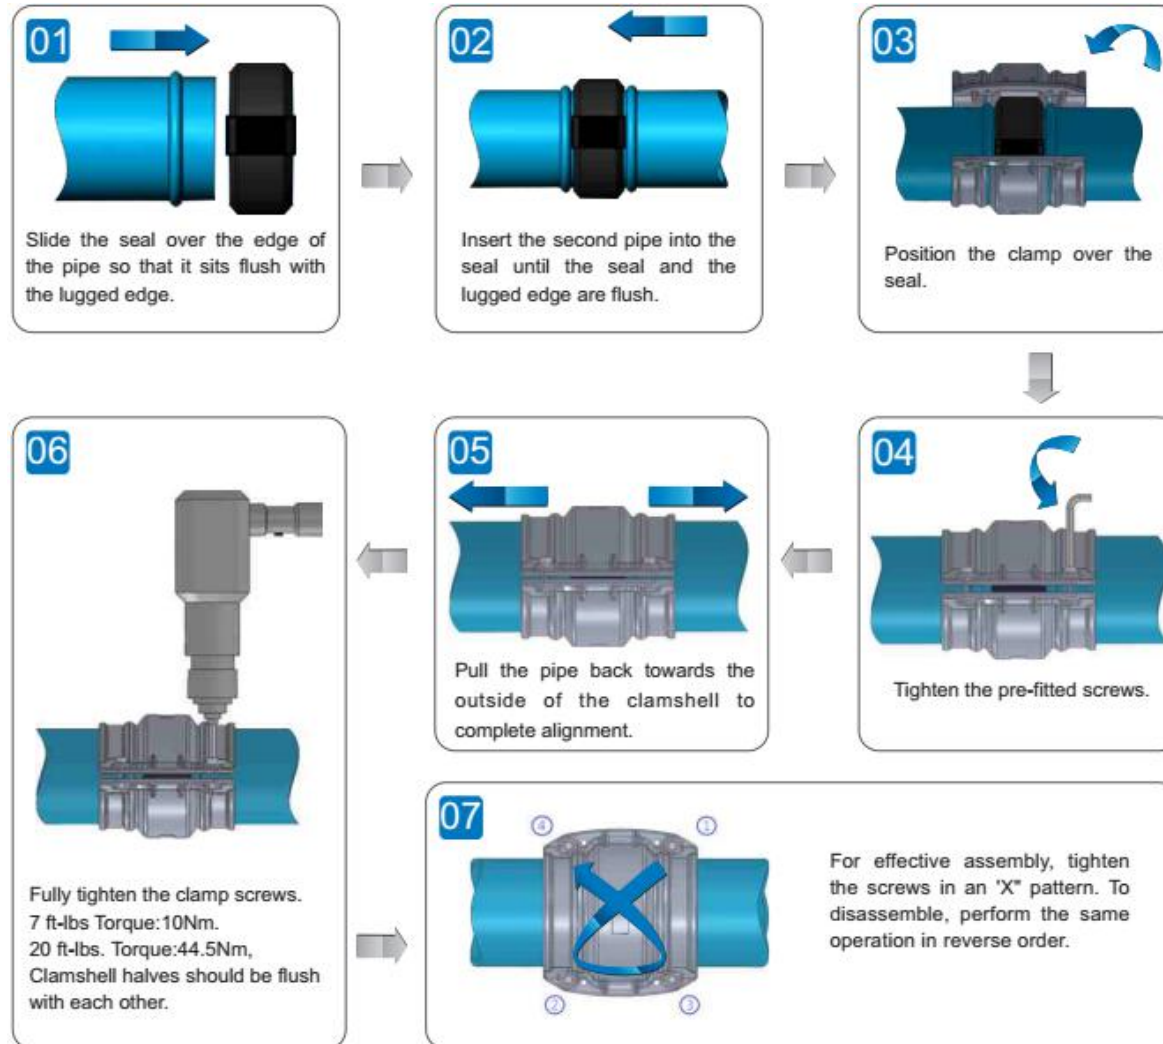 01
Slide the seal over the edge of
the pipe so that it sits flush with
the lugged edge.
02
Insert the second pipe into the
seal until the seal and the
lugged edge are flush.
03
Position the clamp over the
seal.
04
Tighten the pre-fitted screws.
05
Pull the pipe back towards the
outside of the clamshell to
complete alignment.
06
Fully tighten the clamp screws.
7 ft-lbs Torque:10Nm.
20 ft-lbs. Torque:44.5Nm,
Clamshell halves should be flush
with each other.
07
④ ①
② ③
For effective assembly, tighten
the screws in an 'X" pattern. To
disassemble, perform the same
operation in reverse order.